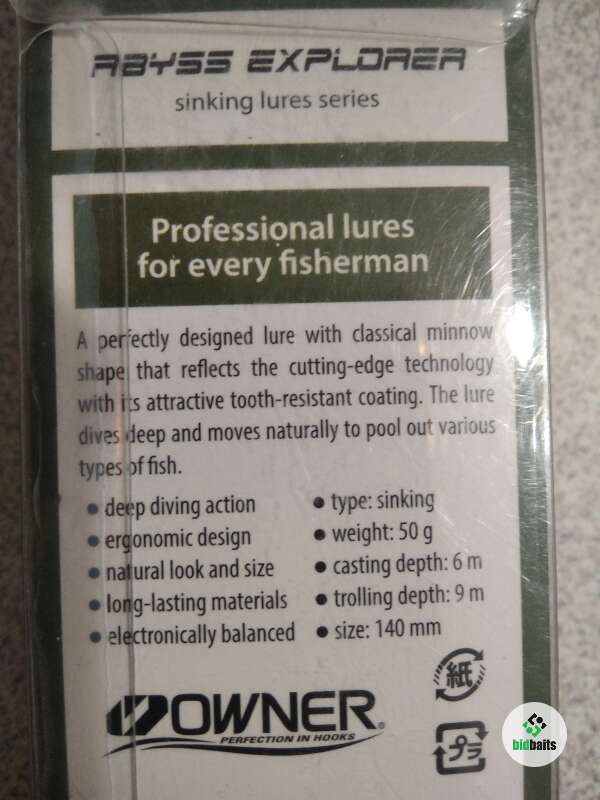 ABYSS EXPLORER
sinking lures series
Professional lures
for every fisherman
A perfectly designed lure with classical minnow
shape that reflects the cutting-edge technology
with its attractive tooth-resistant coating. The lure
dives deep and moves naturally to pool out various
types of fish.
• deep diving action
• ergonomic design
• natural look and size
• long-lasting materials
• electronically balanced
• type: sinking
• weight: 50 g
• casting depth: 6 m
• trolling depth: 9 m
• size: 140 mm
OWNER®
PERFECTION IN HOOKS
紙
プラ
bidbaits